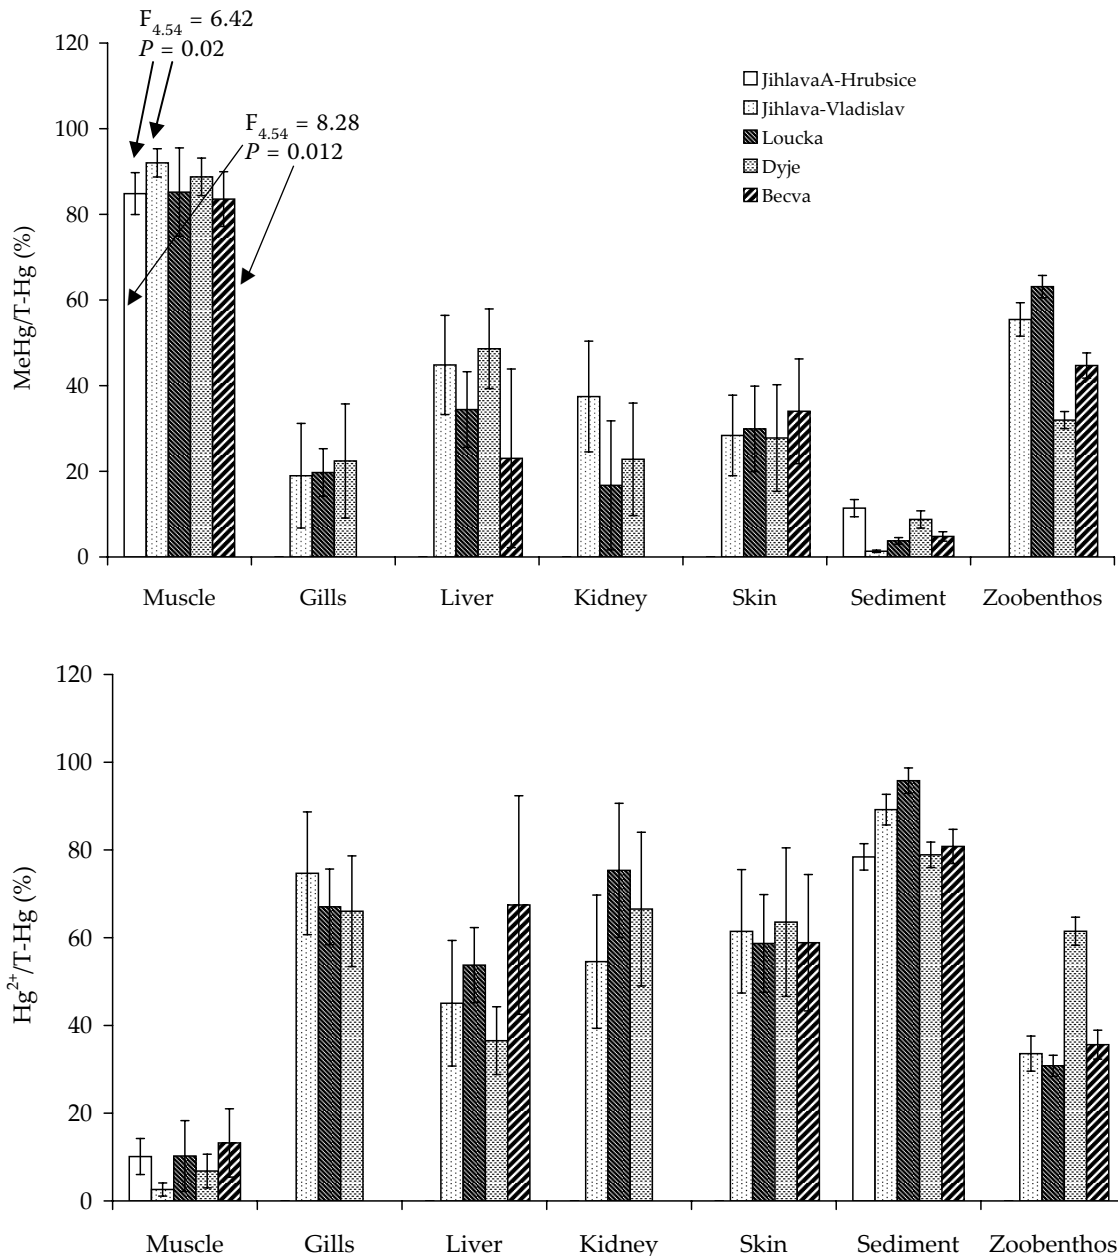 F4.54 = 6.42
P = 0.02
F4.54 = 8.28
P = 0.012
JihlavaA-Hrubsice
Jihlava-Vladislav
Loucka
Dyje
Becva
MeHg/T-Hg (%)
120
100
80
60
40
20
0
Muscle Gills Liver Kidney Skin Sediment Zoobenthos
Hg2+/T-Hg (%)
120
100
80
60
40
20
0
Muscle Gills Liver Kidney Skin Sediment Zoobenthos